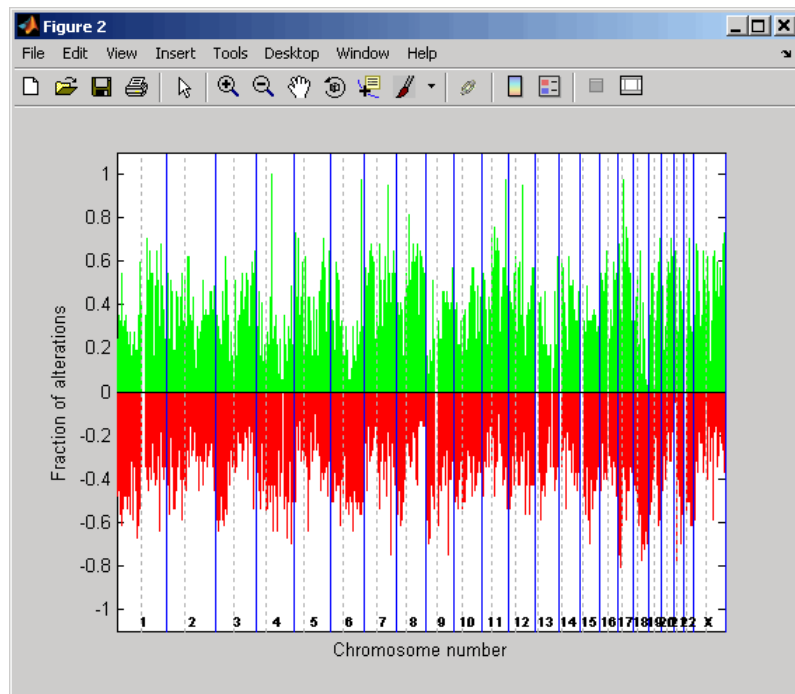 Figure 2
File Edit View Insert Tools Desktop Window Help
1
0.8
0.6
0.4
0.2
0
-0.2
-0.4
-0.6
-0.8
-1
Fraction of alterations
1 2 3 4 5 6 7 8 9 10 11 12 13 14 15 16 17 18 19 20 21 22 X
Chromosome number